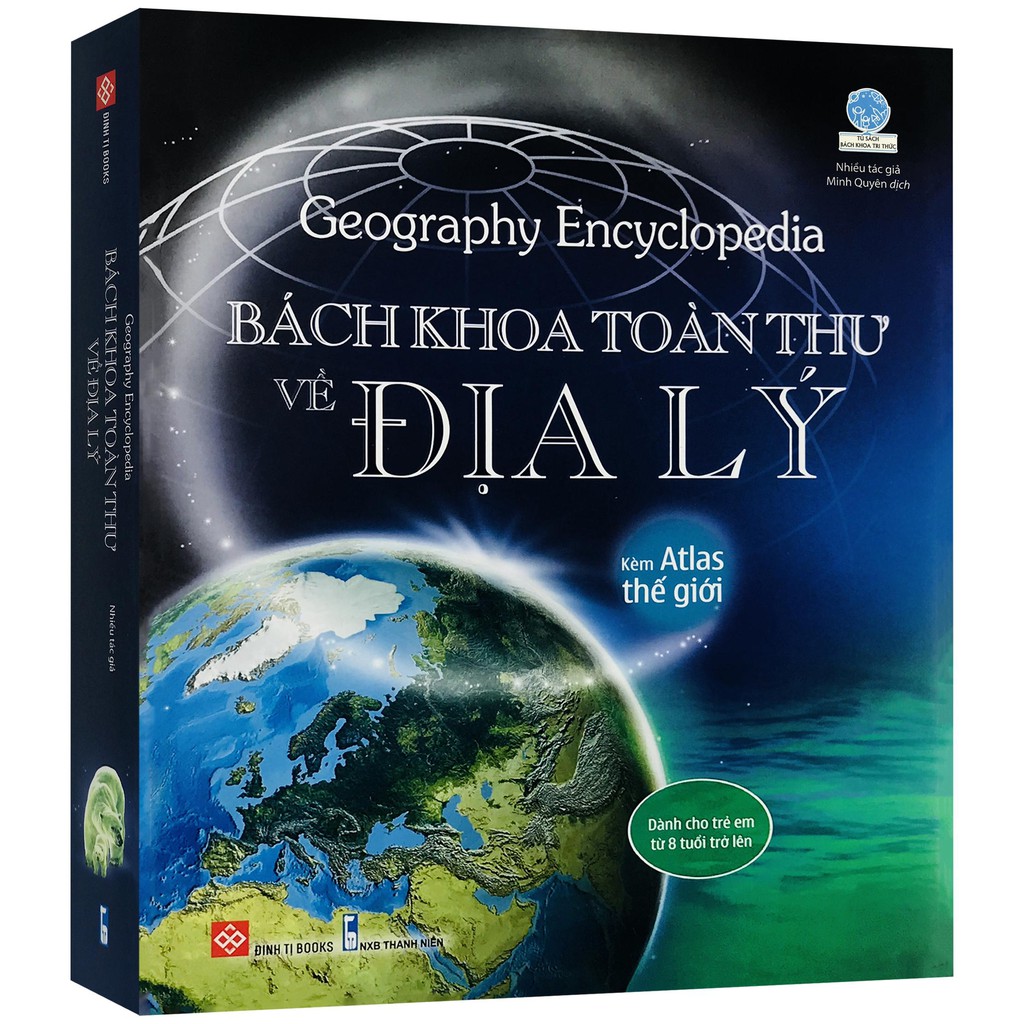 TỦ SÁCH
BÁCH KHOA TRI THỨC
Nhiều tác giả
Minh Quyên dịch
Geography Encyclopedia
BÁCH KHOA TOÀN THƯ
VỀ ĐỊA LÝ
Kèm Atlas
thế giới
Dành cho trẻ em
từ 8 tuổi trở lên
ĐINH TỊ BOOKS
NXB THANH NIÊN
ĐINH TỊ BOOKS
Geography Encyclopedia
BÁCH KHOA TOÀN THƯ
VỀ ĐỊA LÝ
Nhiều tác giả